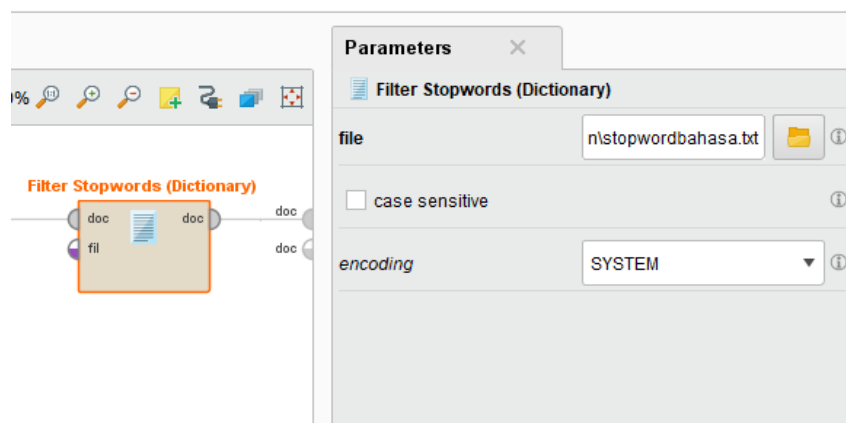 Parameters
Filter Stopwords (Dictionary)
file
n\stopwordbahasa.txt
case sensitive
encoding
SYSTEM
%
Filter Stopwords (Dictionary)
doc
doc
fil
doc
doc